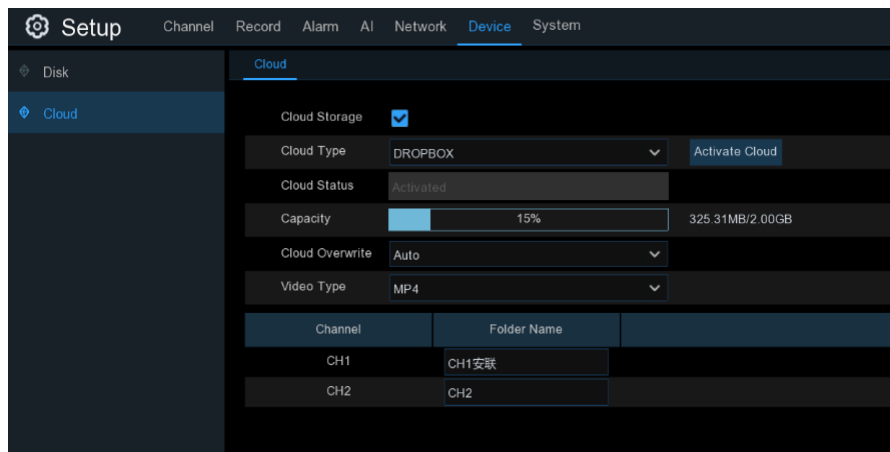 Setup Channel Record Alarm AI Network Device System
Disk
Cloud
Cloud
Cloud Storage
Cloud Type DROPBOX Activate Cloud
Cloud Status Activated
Capacity 15% 325.31MB/2.00GB
Cloud Overwrite Auto
Video Type MP4
Channel Folder Name
CH1 CH1安联
CH2 CH2